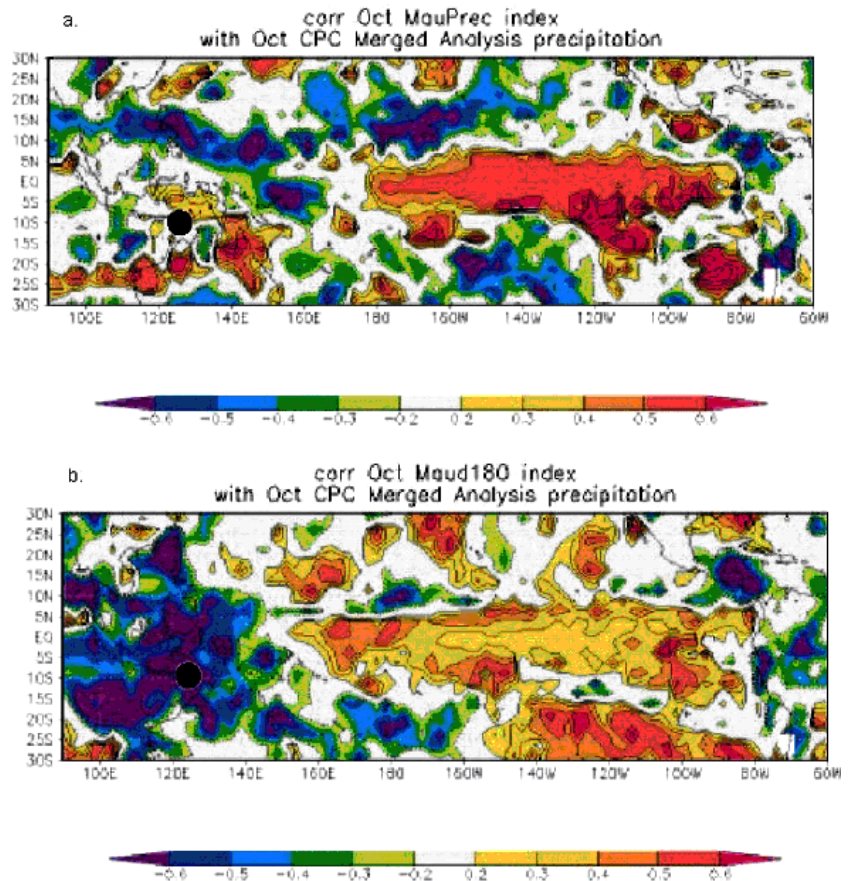 a.
corr Oct MauPrec index
with Oct CPC Merged Analysis precipitation
30N
25N
20N
15N
10N
5N
EQ
5S
10S
15S
20S
25S
30S
100E 120E 140E 160E 180 160W 140W 120W 100W 80W 60W
-0.6 -0.5 -0.4 -0.3 -0.2 0.2 0.3 0.4 0.5 0.6
b.
corr Oct Maud180 index
with Oct CPC Merged Analysis precipitation
30N
25N
20N
15N
10N
5N
EQ
5S
10S
15S
20S
25S
30S
100E 120E 140E 160E 180 160W 140W 120W 100W 80W 60W
-0.6 -0.5 -0.4 -0.3 -0.2 0.2 0.3 0.4 0.5 0.6